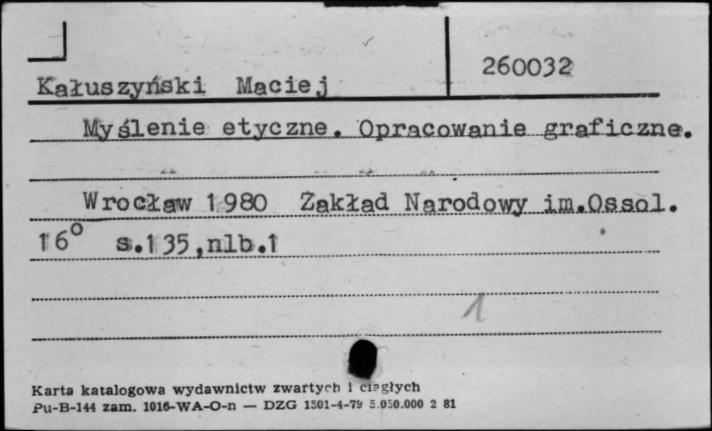 260032
Kałuszyński Maciej
Myślenie etyczne. Opracowanie graficzne.
Wrocław 1980 Zakład Narodowy im.Ossol.
16° s.135,nlb.1
1
Karta katalogowa wydawnictw zwartych i ciągłych
Pu-B-144 zam. 1016-WA-O-n — DZG 1501-4-79 5.050.000 2 81